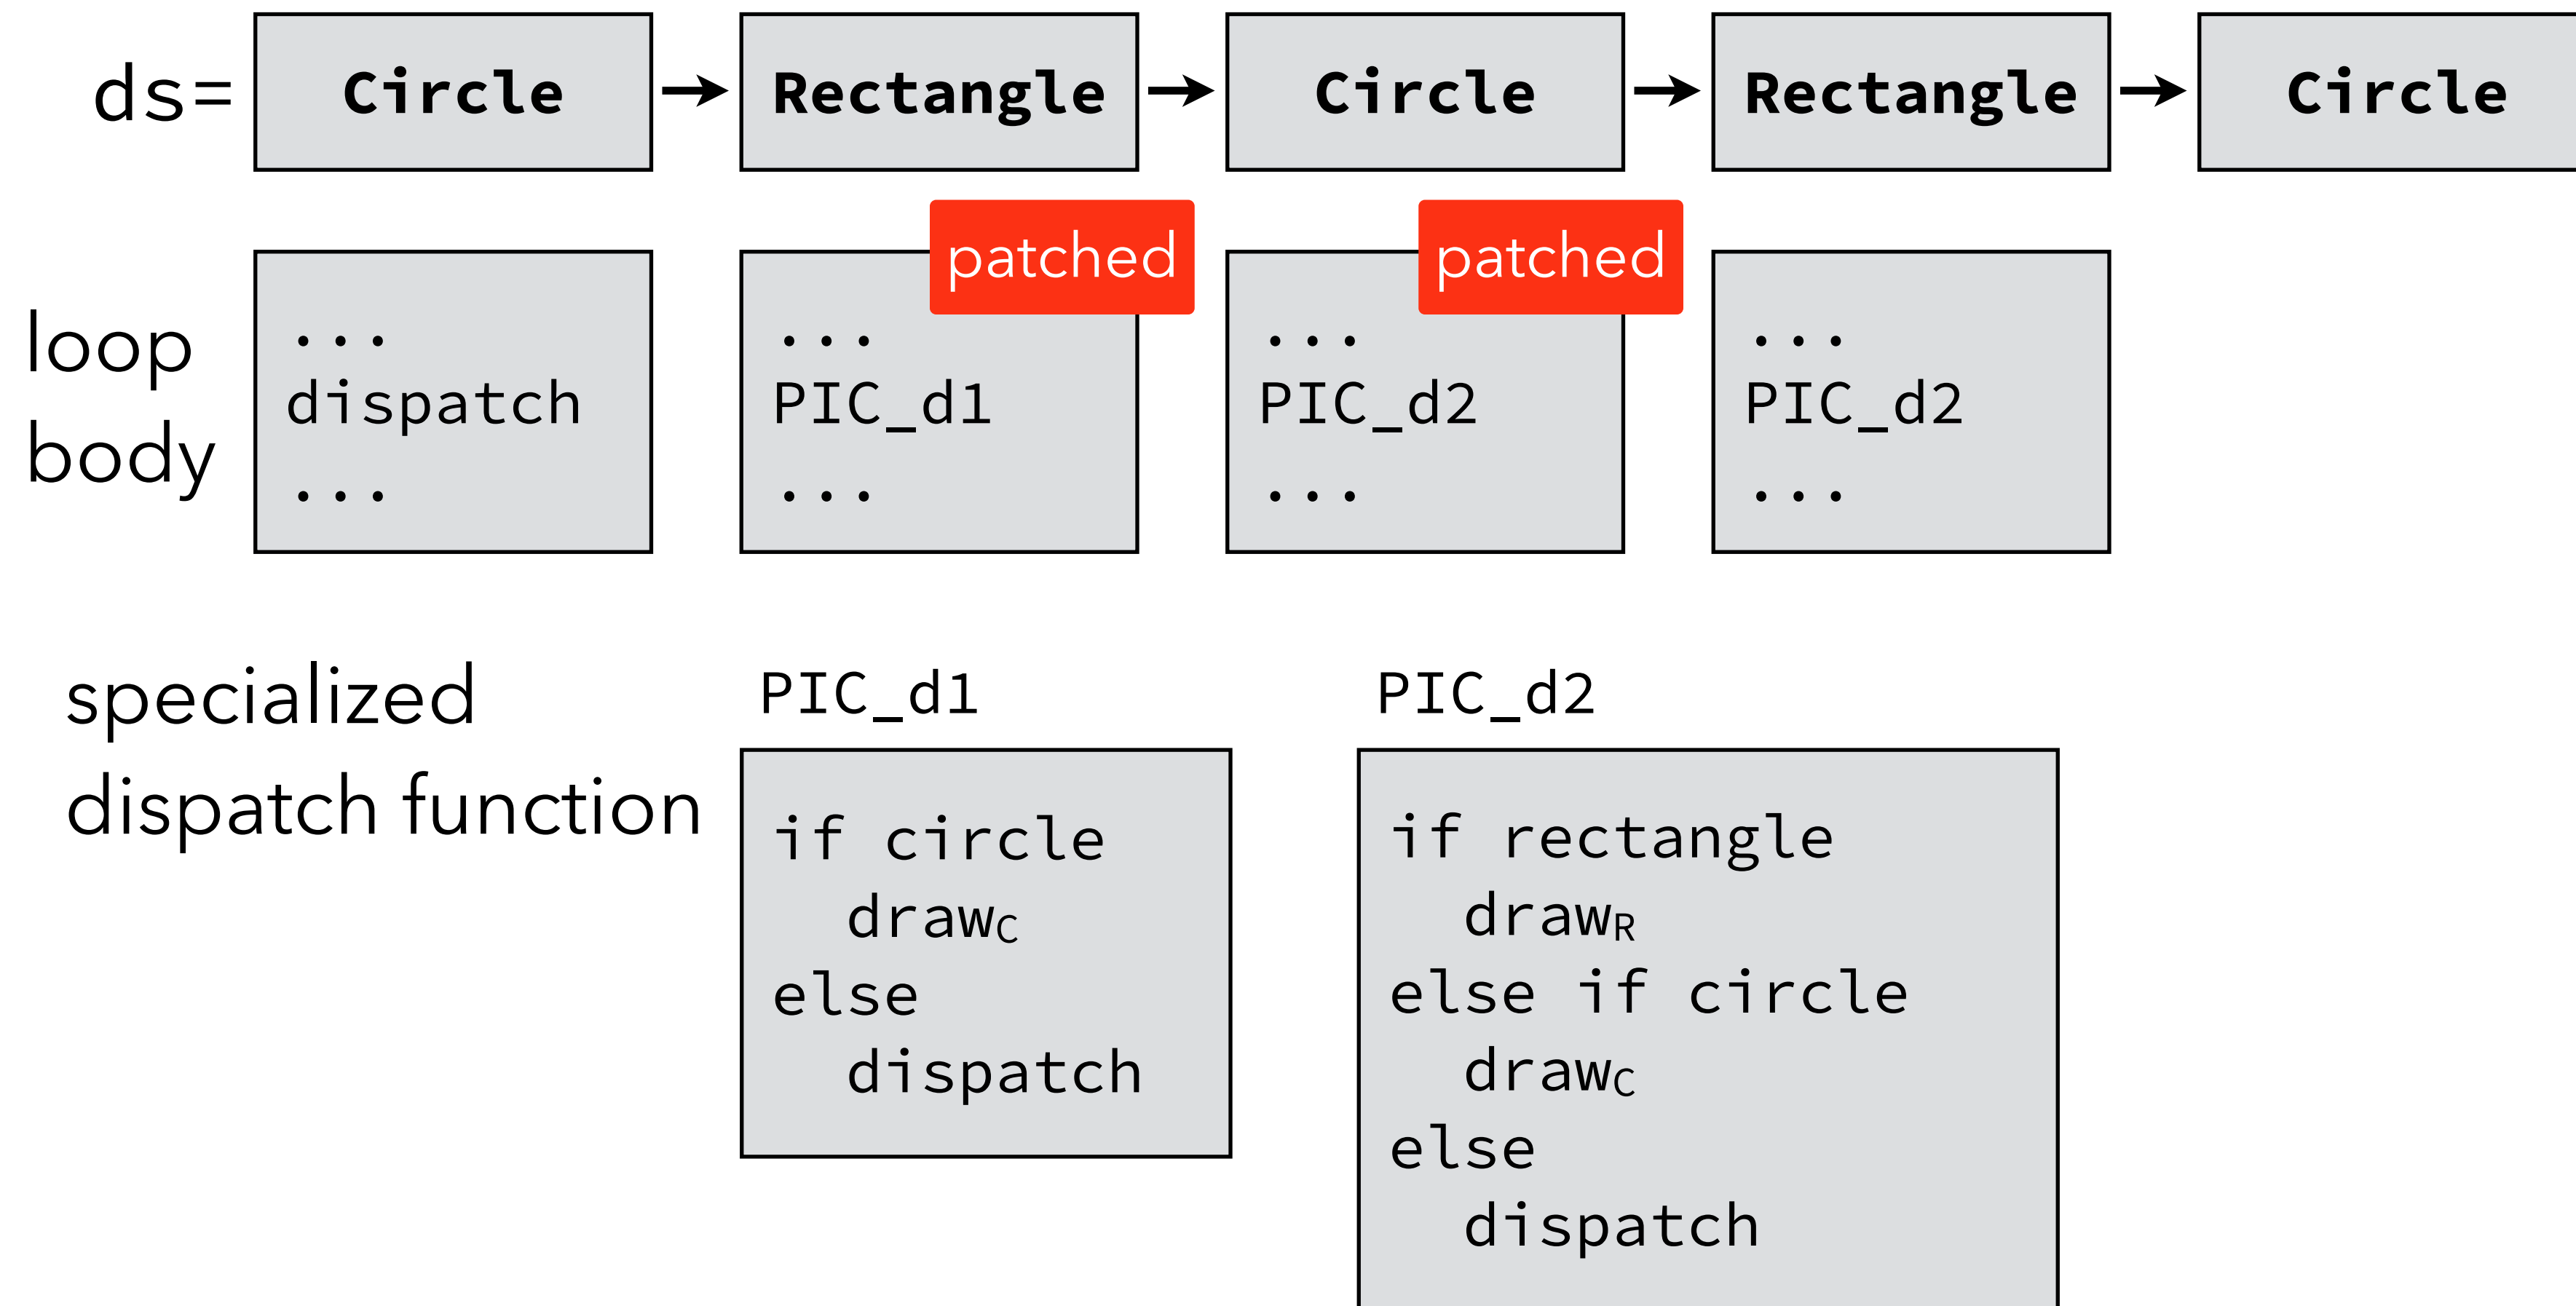 ds= Circle Rectangle Circle Rectangle Circle
patched patched
loop
body
... ... ... ...
dispatch PIC_d1 PIC_d2 PIC_d2
... ... ... ...
specialized
dispatch function
PIC_d1
if circle
drawC
else
dispatch
PIC_d2
if rectangle
drawR
else if circle
drawC
else
dispatch